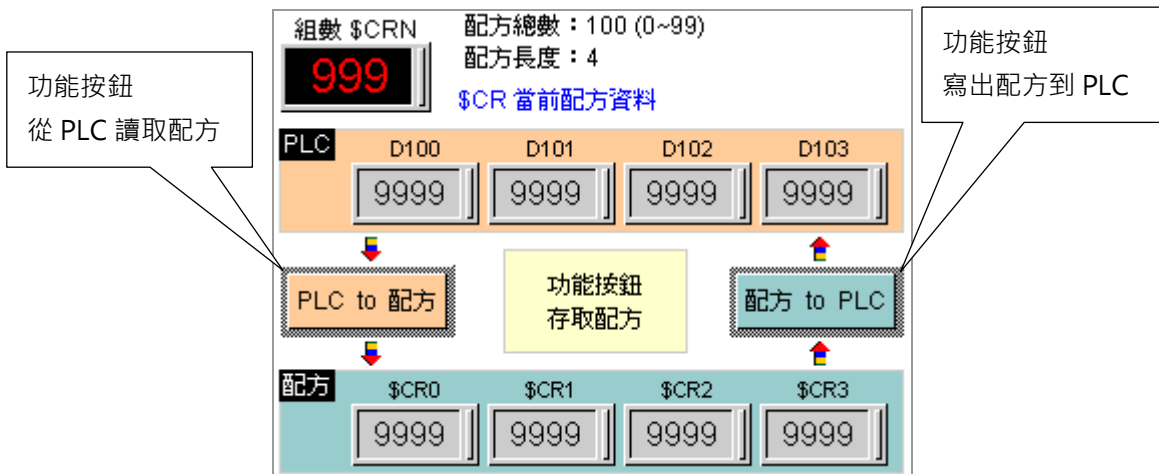 功能按鈕
從 PLC 讀取配方
組數 $CRN
999
配方總數：100 (0~99)
配方長度：4
$CR 當前配方資料
功能按鈕
寫出配方到 PLC
PLC
D100 D101 D102 D103
9999 9999 9999 9999
PLC to 配方
功能按鈕
存取配方
配方 to PLC
配方
$CR0 $CR1 $CR2 $CR3
9999 9999 9999 9999